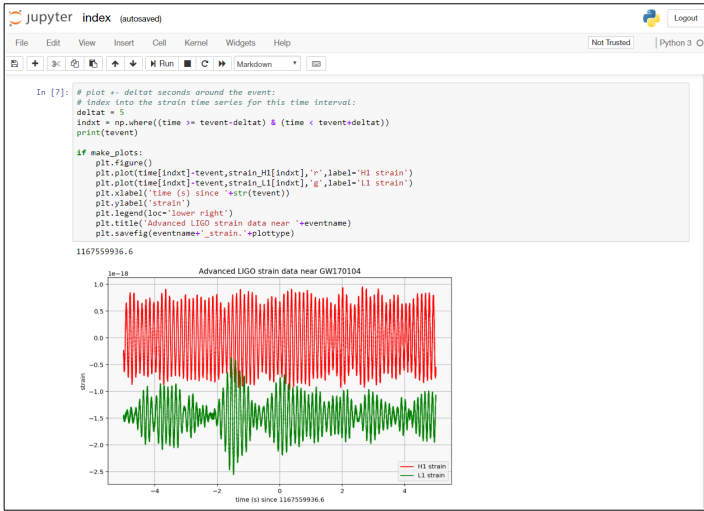 jupyter index (autosaved)
Logout
File Edit View Insert Cell Kernel Widgets Help
Not Trusted
Python 3
Run
Markdown
In [7]:
# plot +- deltat seconds around the event:
# index into the strain time series for this time interval:
deltat = 5
indxt = np.where((time >= tevent-deltat) & (time < tevent+deltat))
print(tevent)
if make_plots:
plt.figure()
plt.plot(time[indxt]-tevent,strain_H1[indxt],'r',label='H1 strain')
plt.plot(time[indxt]-tevent,strain_L1[indxt],'g',label='L1 strain')
plt.xlabel('time (s) since '+str(tevent))
plt.ylabel('strain')
plt.legend(loc='lower right')
plt.title('Advanced LIGO strain data near '+eventname)
plt.savefig(eventname+'_strain.'+plottype)
1167559936.6
Advanced LIGO strain data near GW170104
1e−18
1.0
0.5
0.0
−0.5
−1.0
−1.5
−2.0
−2.5
strain
H1 strain
L1 strain
−4 −2 0 2 4
time (s) since 1167559936.6